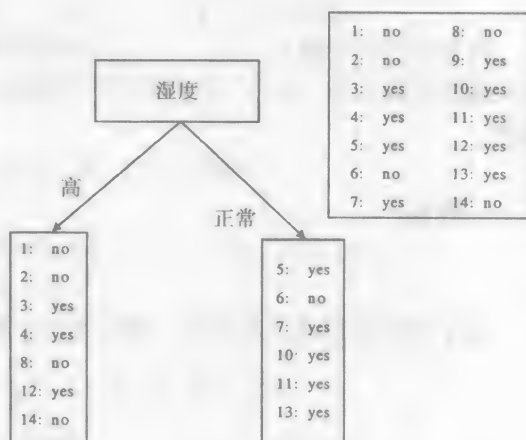 湿度
1: no 8: no
2: no 9: yes
3: yes 10: yes
4: yes 11: yes
5: yes 12: yes
6: no 13: yes
7: yes 14: no
高
正常
1: no
2: no
3: yes
4: yes
8: no
12: yes
14: no
5: yes
6: no
7: yes
10: yes
11: yes
13: yes